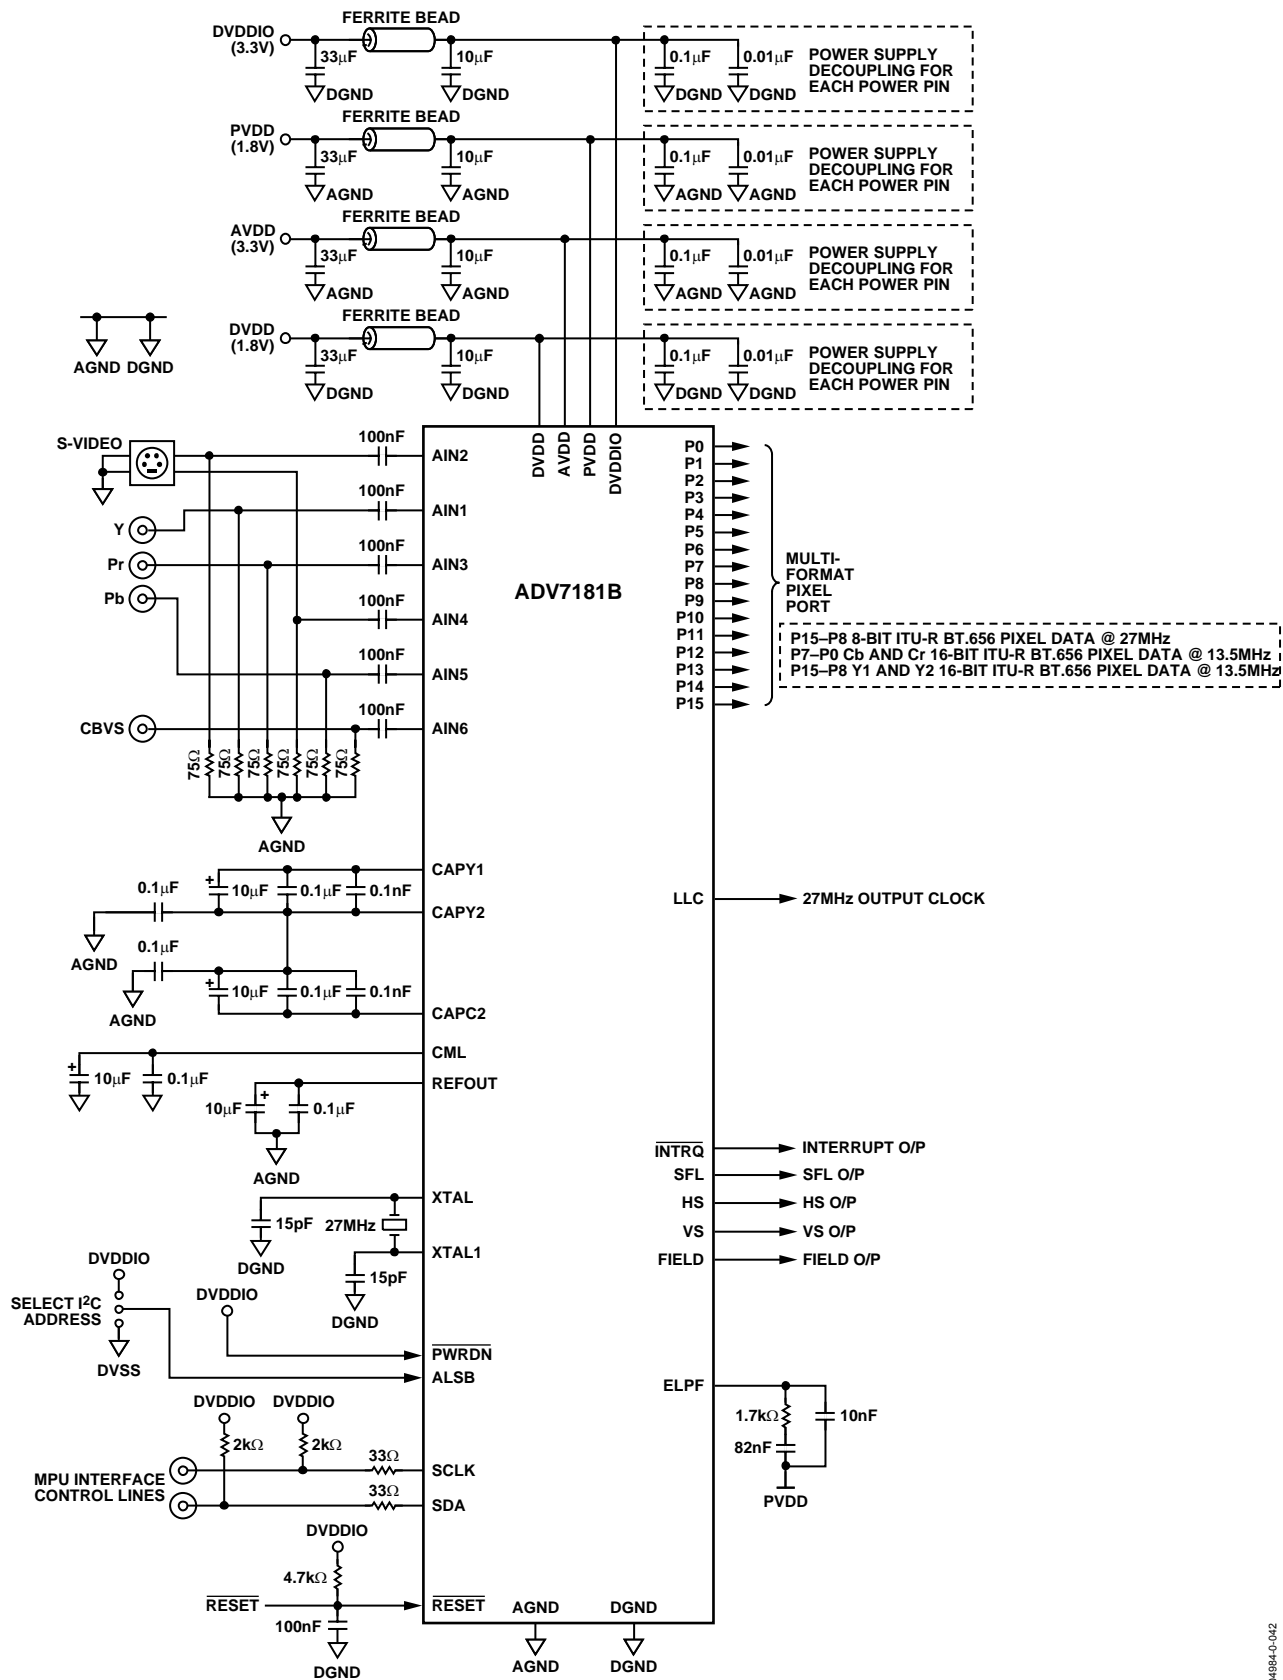 FERRITE BEAD
DVDDIO
(3.3V)
33µF
10µF
0.1µF
0.01µF
POWER SUPPLY
DECOUPLING FOR
EACH POWER PIN
DGND
DGND
DGND
DGND
FERRITE BEAD
PVDD
(1.8V)
33µF
10µF
0.1µF
0.01µF
POWER SUPPLY
DECOUPLING FOR
EACH POWER PIN
AGND
AGND
AGND
AGND
FERRITE BEAD
AVDD
(3.3V)
33µF
10µF
0.1µF
0.01µF
POWER SUPPLY
DECOUPLING FOR
EACH POWER PIN
AGND
AGND
AGND
AGND
FERRITE BEAD
DVDD
(1.8V)
33µF
10µF
0.1µF
0.01µF
POWER SUPPLY
DECOUPLING FOR
EACH POWER PIN
DGND
DGND
DGND
DGND
AGND DGND
DVDD
AVDD
PVDD
DVDDIO
S-VIDEO
100nF
AIN2
Y
100nF
AIN1
Pr
100nF
AIN3
Pb
100nF
AIN4
100nF
AIN5
CBVS
100nF
AIN6
75Ω
75Ω
75Ω
75Ω
75Ω
75Ω
AGND
ADV7181B
P0
P1
P2
P3
P4
P5
P6
P7
P8
P9
P10
P11
P12
P13
P14
P15
MULTI-
FORMAT
PIXEL
PORT
P15–P8 8-BIT ITU-R BT.656 PIXEL DATA @ 27MHz
P7–P0 Cb AND Cr 16-BIT ITU-R BT.656 PIXEL DATA @ 13.5MHz
P15–P8 Y1 AND Y2 16-BIT ITU-R BT.656 PIXEL DATA @ 13.5MHz
CAPY1
+
10µF
0.1µF
0.1nF
0.1µF
CAPY2
AGND
0.1µF
AGND
+
10µF
0.1µF
0.1nF
CAPC2
LLC
27MHz OUTPUT CLOCK
CML
+
10µF
0.1µF
REFOUT
10µF
+
0.1µF
AGND
INTRQ
INTERRUPT O/P
SFL
SFL O/P
HS
HS O/P
VS
VS O/P
FIELD
FIELD O/P
XTAL
15pF
27MHz
DGND
XTAL1
15pF
DGND
DVDDIO
SELECT I²C
ADDRESS
DVSS
DVDDIO
PWRDN
ALSB
ELPF
1.7kΩ
10nF
82nF
PVDD
DVDDIO
DVDDIO
2kΩ
2kΩ
MPU INTERFACE
CONTROL LINES
33Ω
SCLK
33Ω
SDA
DVDDIO
4.7kΩ
RESET
RESET
100nF
DGND
AGND
DGND
AGND
DGND
04984-0-042